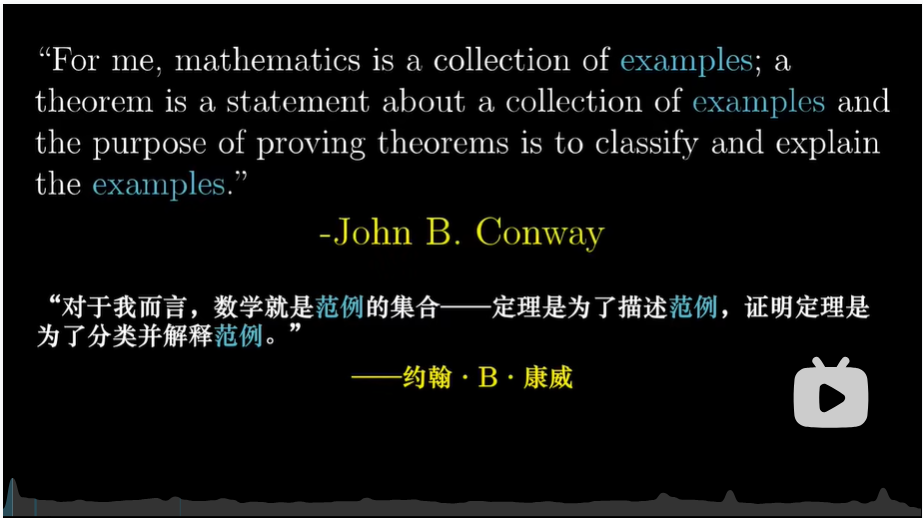 “For me, mathematics is a collection of examples; a
theorem is a statement about a collection of examples and
the purpose of proving theorems is to classify and explain
the examples.”
-John B. Conway
“对于我而言，数学就是范例的集合——定理是为了描述范例，证明定理是
为了分类并解释范例。”
——约翰 · B · 康威